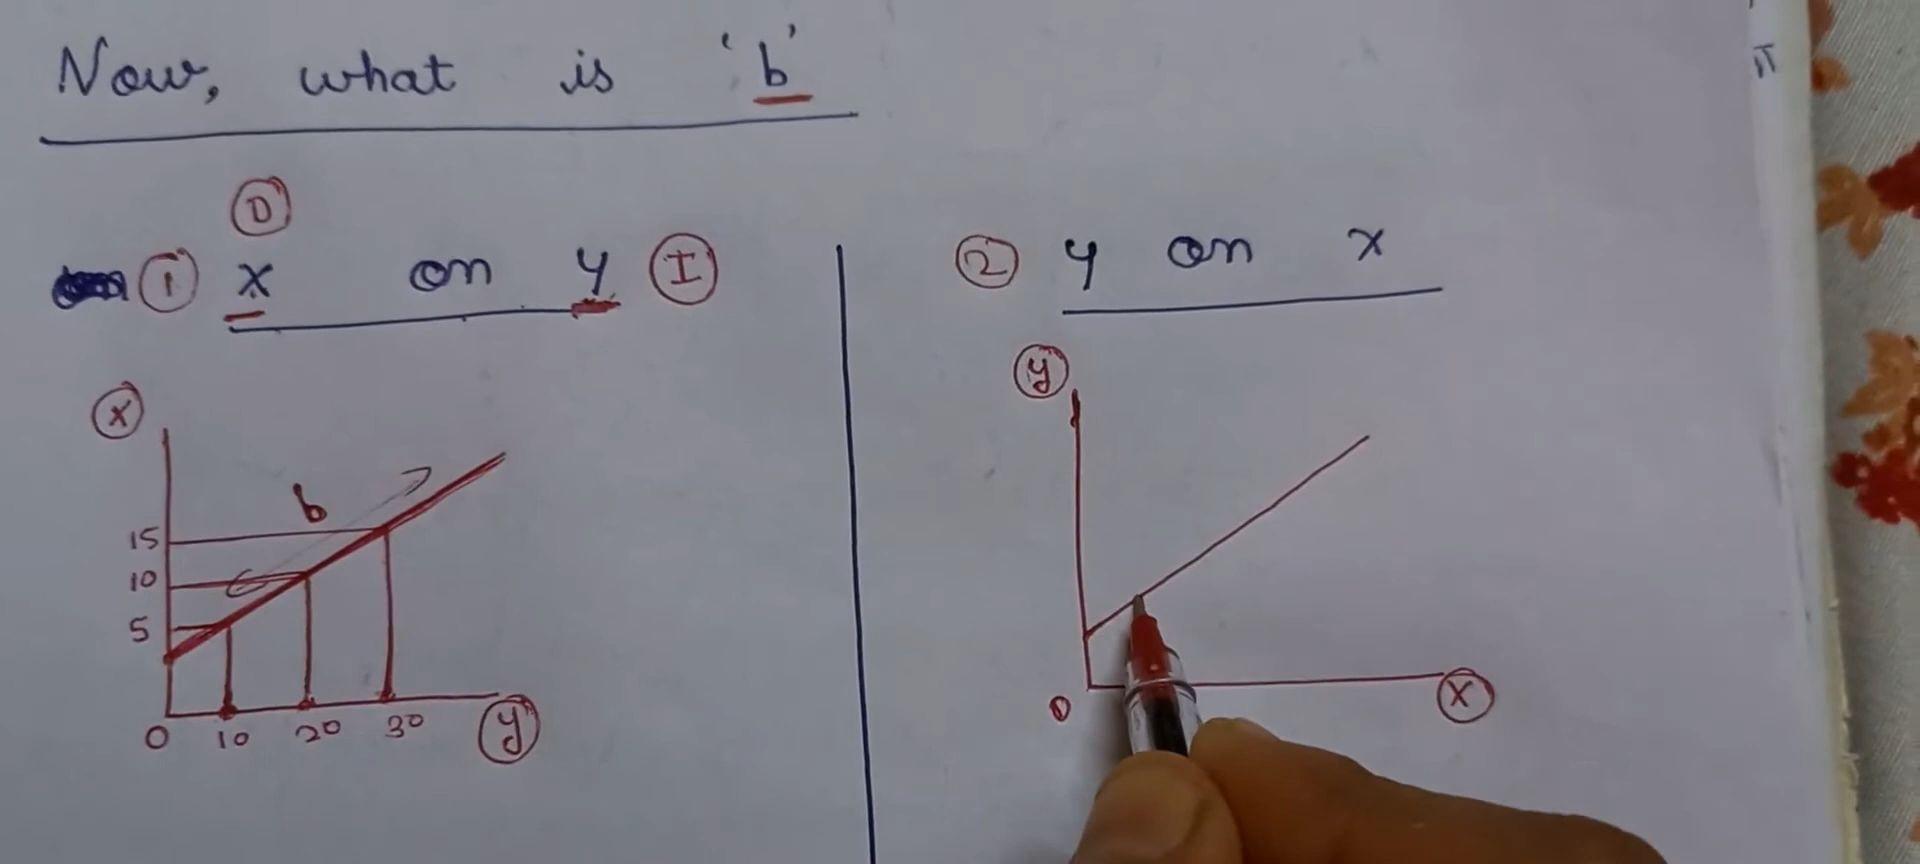 Now, what is 'b'
D
1 x on y I
2 y on x
x
b
15
10
5
0 10 20 30 y
y
0 x
π